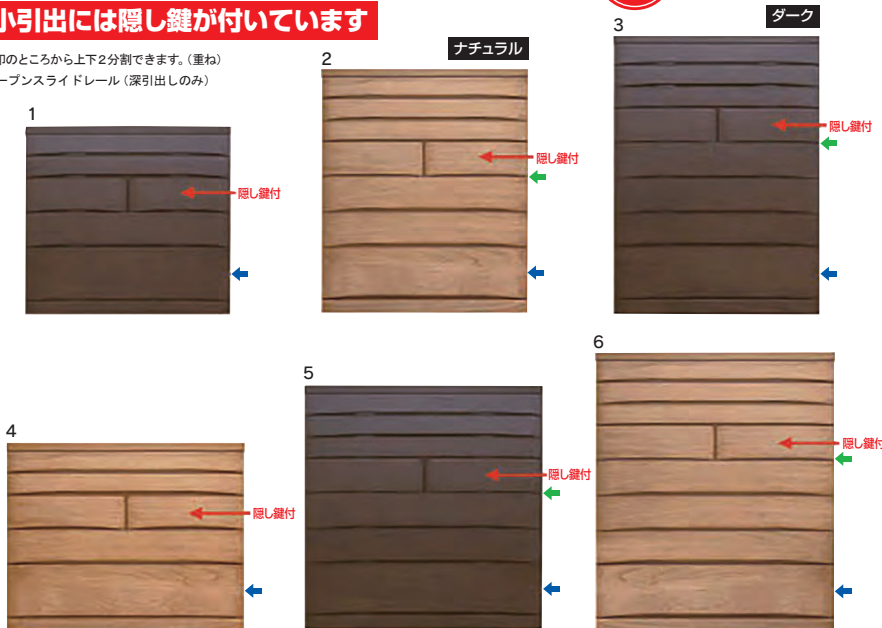 小引出には隠し鍵が付いています
印のところから上下2分割できます。(重ね)
ープンスライドレール(深引出しのみ)
ナチュラル
ダーク
1
隠し鍵付
2
隠し鍵付
3
隠し鍵付
4
隠し鍵付
5
隠し鍵付
6
隠し鍵付